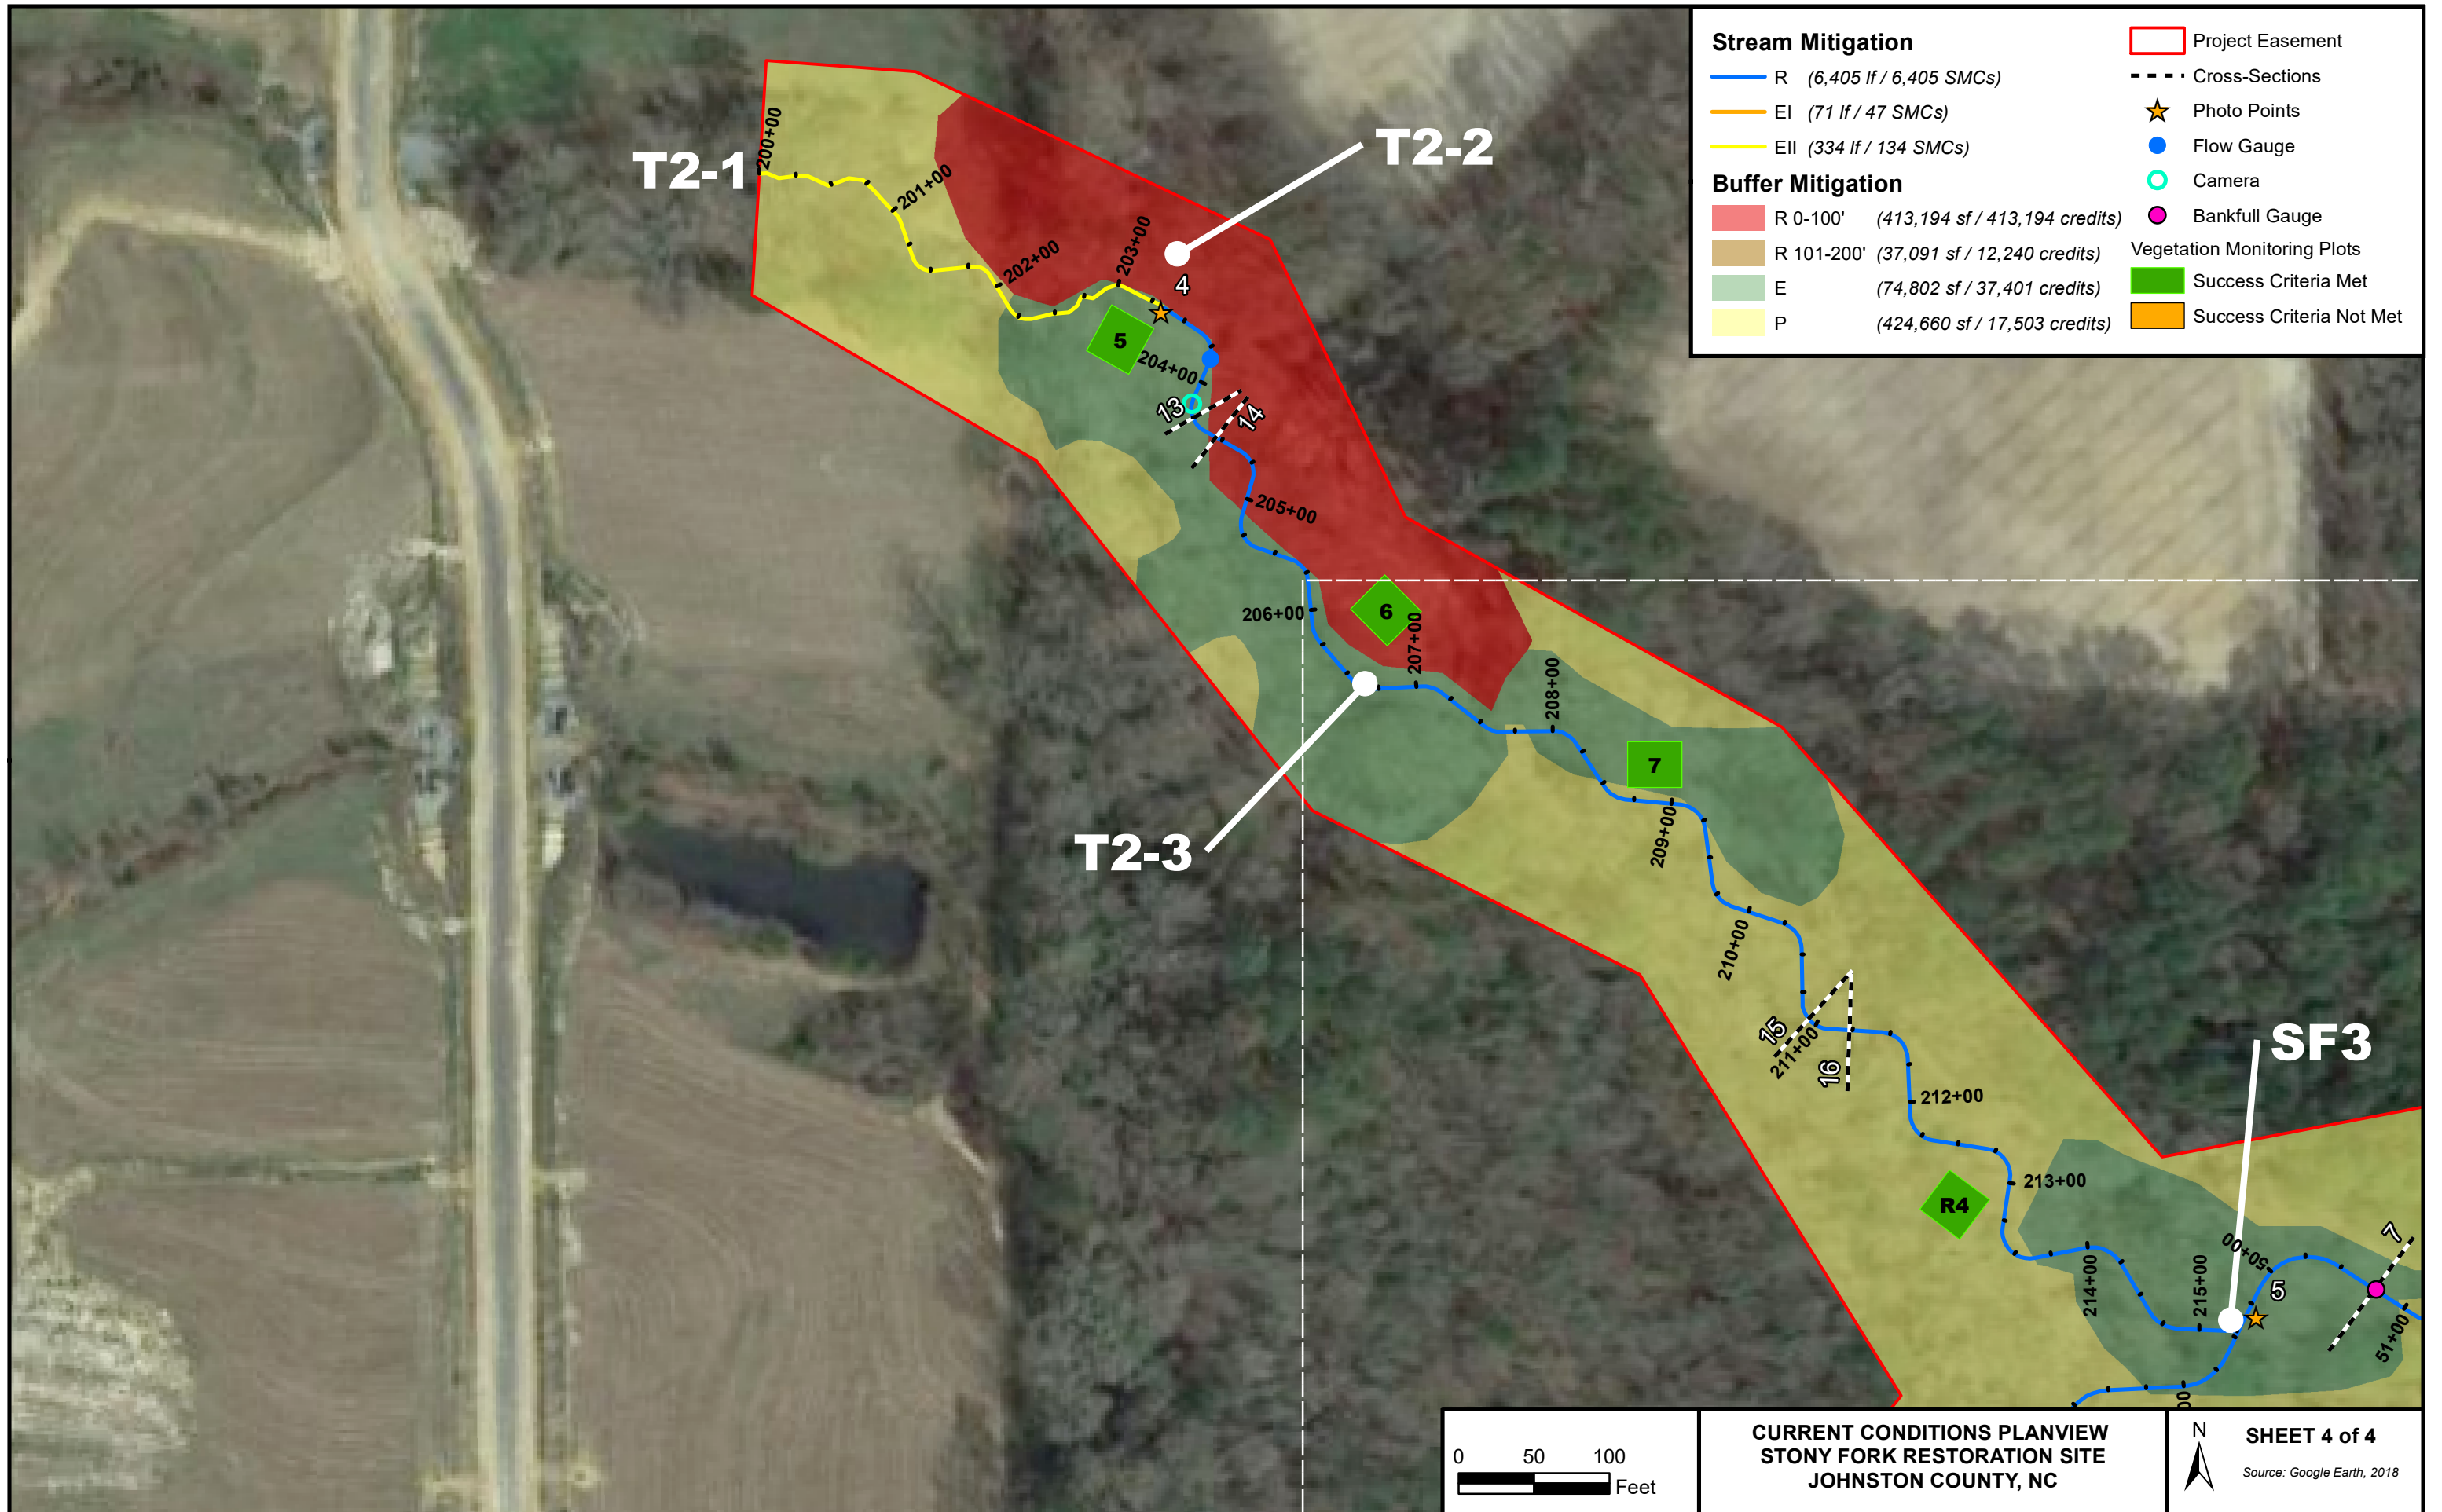 Stream Mitigation
R (6,405 lf / 6,405 SMCs)
EI (71 lf / 47 SMCs)
EII (334 lf / 134 SMCs)
Buffer Mitigation
R 0-100' (413,194 sf / 413,194 credits)
R 101-200' (37,091 sf / 12,240 credits)
E (74,802 sf / 37,401 credits)
P (424,660 sf / 17,503 credits)
Project Easement
Cross-Sections
Photo Points
Flow Gauge
Camera
Bankfull Gauge
Vegetation Monitoring Plots
Success Criteria Met
Success Criteria Not Met
T2-1
200+00
201+00
202+00
203+00
T2-2
4
5
204+00
13
14
205+00
206+00
6
207+00
208+00
7
T2-3
209+00
210+00
15
211+00
16
212+00
SF3
213+00
R4
214+00
215+00
50+00
5
7
51+00
0 50 100
Feet
CURRENT CONDITIONS PLANVIEW
STONY FORK RESTORATION SITE
JOHNSTON COUNTY, NC
N
SHEET 4 of 4
Source: Google Earth, 2018